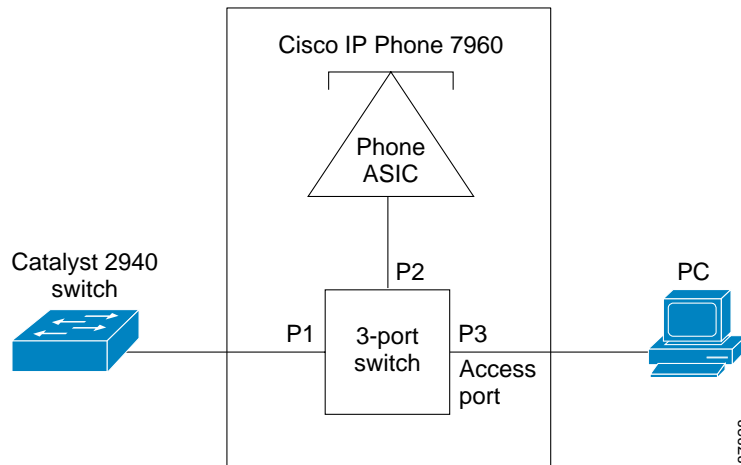 Cisco IP Phone 7960
Phone
ASIC
Catalyst 2940
switch
P2
PC
P1
3-port
switch
P3
Access
port